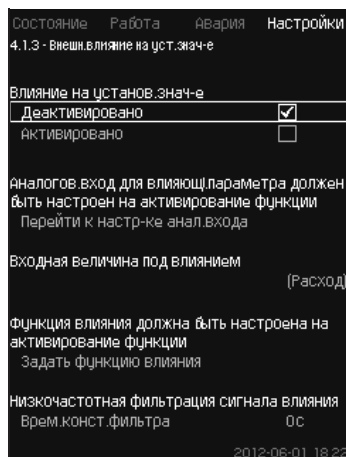 Состояние Работа Авария Настройки
4.1.3 - Внешн.влияние на уст.знач-е
Влияние на установ.знач-е
Деактивировано
Активировано
Аналогов.вход для влияющ.параметра должен
быть настроен на активирование функции
Перейти к настр-ке анал.входа
Входная величина под влиянием
(Расход)
Функция влияния должна быть настроена на
активирование функции
Задать функцию влияния
Низкочастотная фильтрация сигнала влияния
Врем.конст.фильтра 0с
2012-06-01 18:22